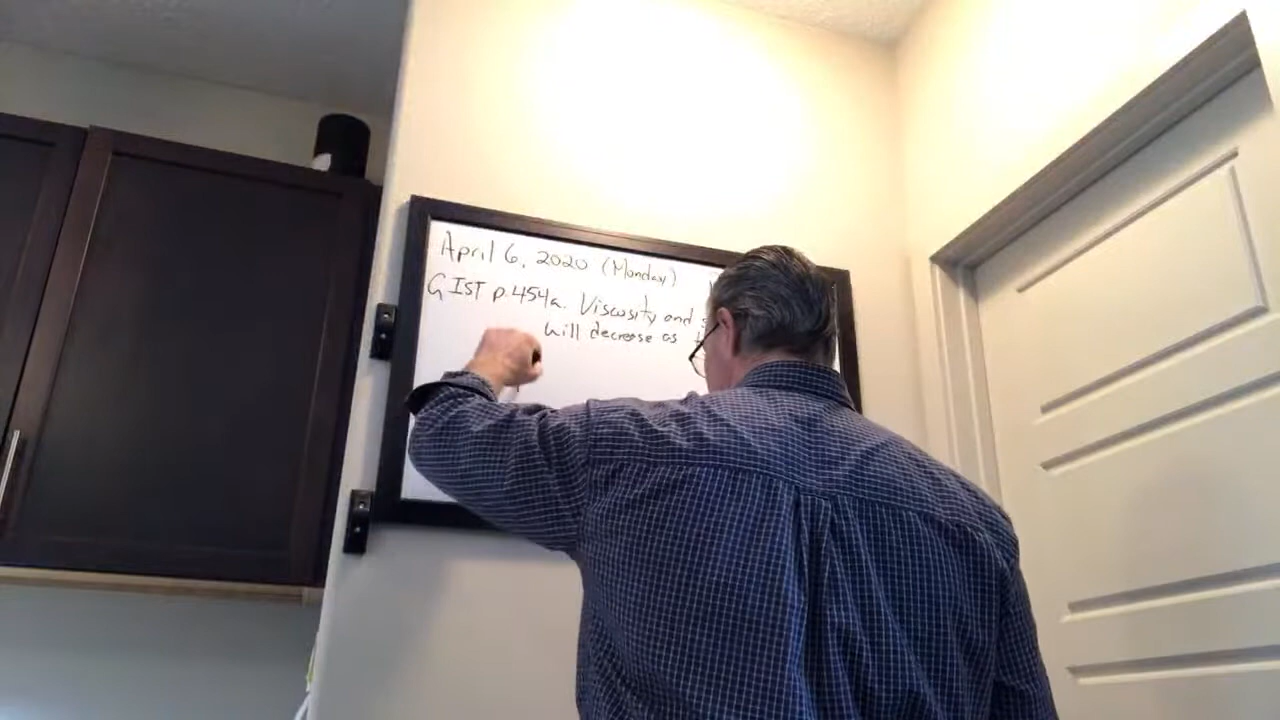 April 6, 2020 (Monday)
GIST p.454a. Viscosity and
will decrease as